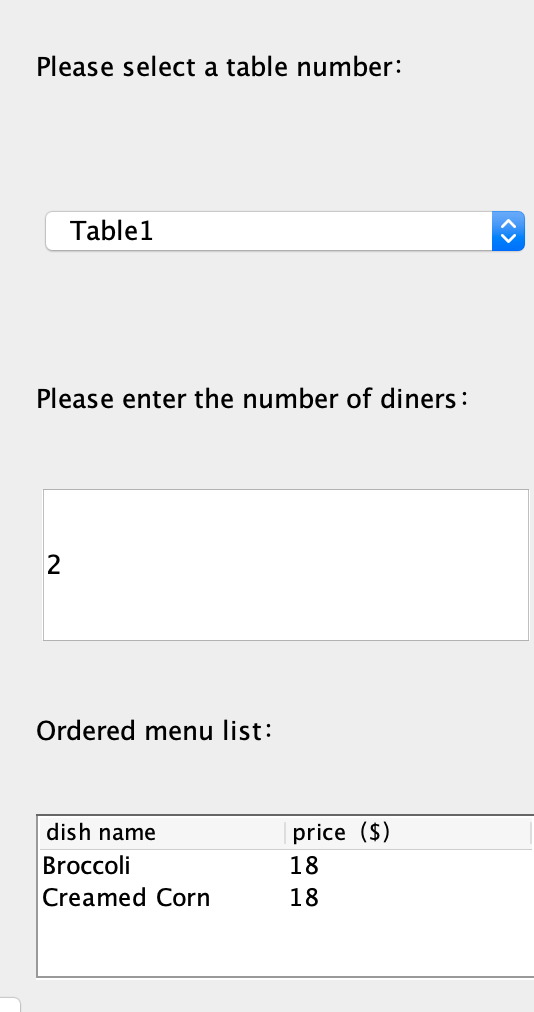 Please select a table number：
Table1
Please enter the number of diners：
2
Ordered menu list：
dish name price（$）
Broccoli 18
Creamed Corn 18